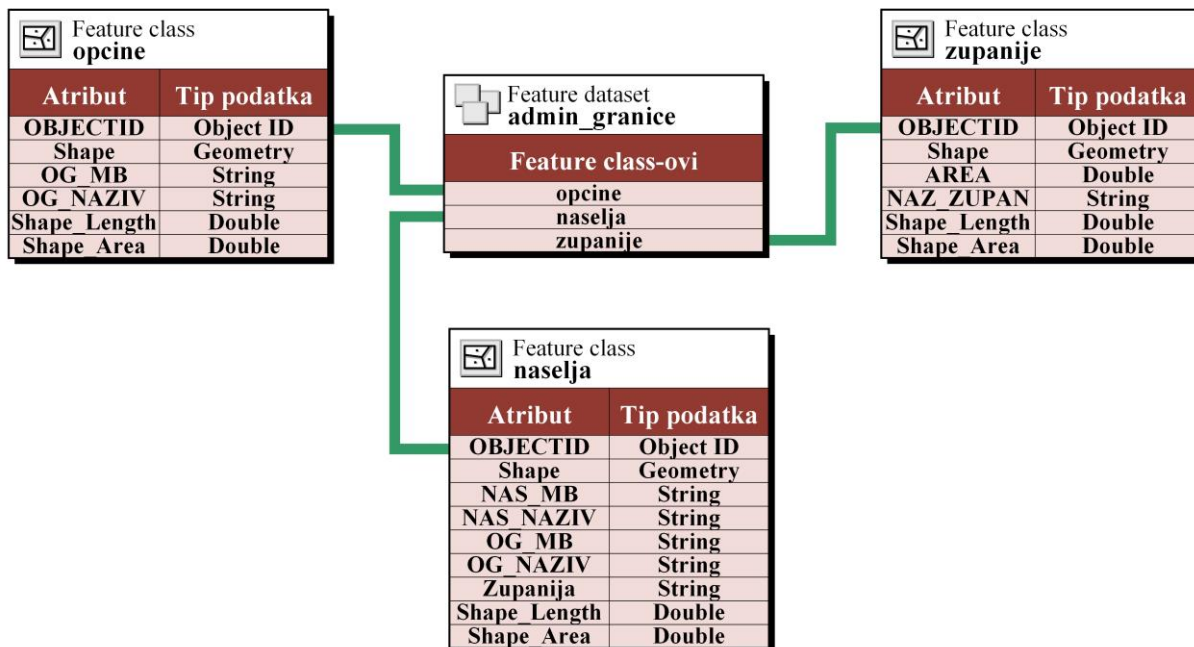 Feature class
opcine
Atribut Tip podatka
OBJECTID Object ID
Shape Geometry
OG_MB String
OG_NAZIV String
Shape_Length Double
Shape_Area Double
Feature dataset
admin_granice
Feature class-ovi
opcine
naselja
zupanije
Feature class
zupanije
Atribut Tip podatka
OBJECTID Object ID
Shape Geometry
AREA Double
NAZ_ZUPAN String
Shape_Length Double
Shape_Area Double
Feature class
naselja
Atribut Tip podatka
OBJECTID Object ID
Shape Geometry
NAS_MB String
NAS_NAZIV String
OG_MB String
OG_NAZIV String
Zupanija String
Shape_Length Double
Shape_Area Double